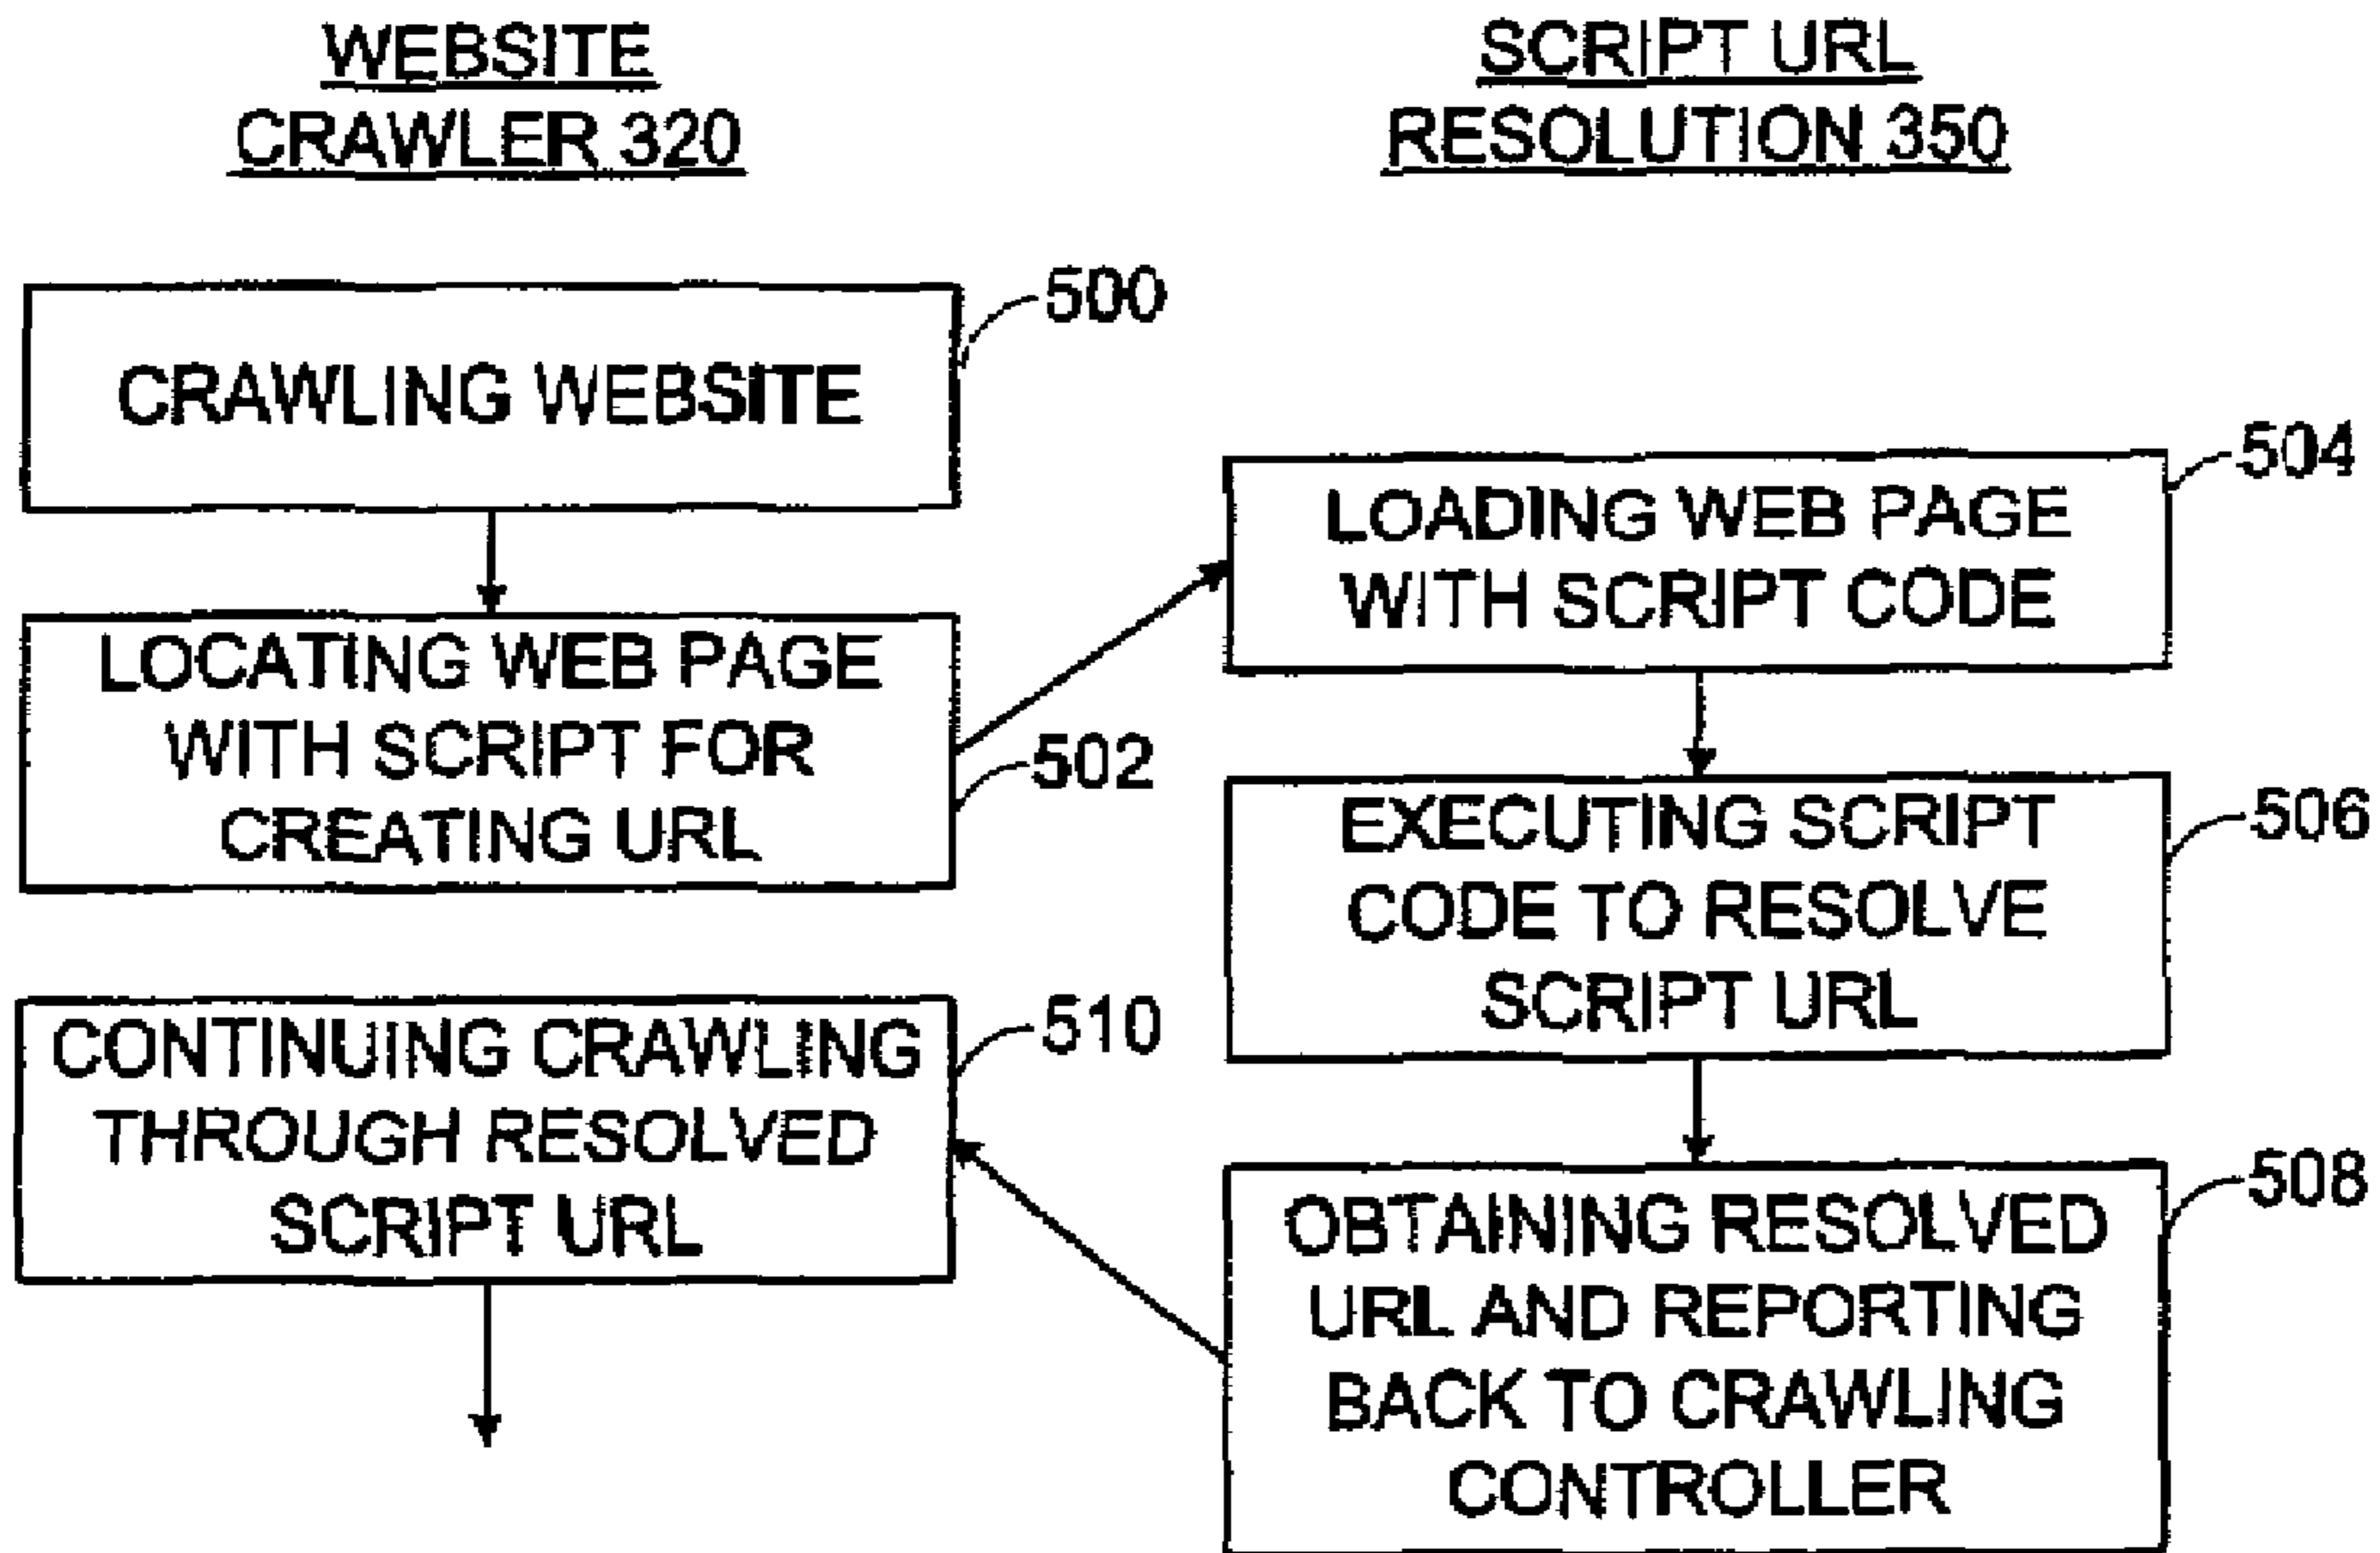 WEBSITE
CRAWLER 320
SCRIPT URL
RESOLUTION 350
500
CRAWLING WEBSITE
504
LOADING WEB PAGE
WITH SCRIPT CODE
LOCATING WEB PAGE
WITH SCRIPT FOR
CREATING URL
502
506
EXECUTING SCRIPT
CODE TO RESOLVE
SCRIPT URL
510
CONTINUING CRAWLING
THROUGH RESOLVED
SCRIPT URL
508
OBTAINING RESOLVED
URL AND REPORTING
BACK TO CRAWLING
CONTROLLER